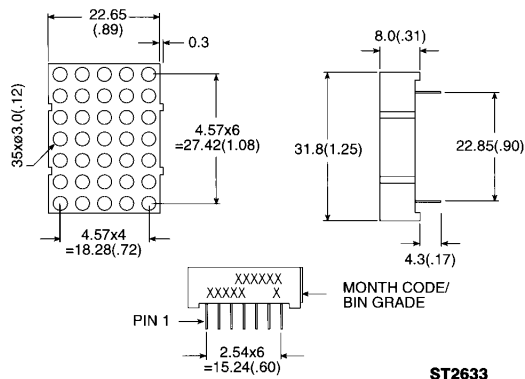 22.65
(.89)
0.3
35xø3.0(.12)
4.57x6
=27.42(1.08)
4.57x4
=18.28(.72)
8.0(.31)
31.8(1.25)
22.85(.90)
4.3(.17)
XXXXXX
XXXXX X
MONTH CODE/
BIN GRADE
PIN 1
2.54x6
=15.24(.60)
ST2633